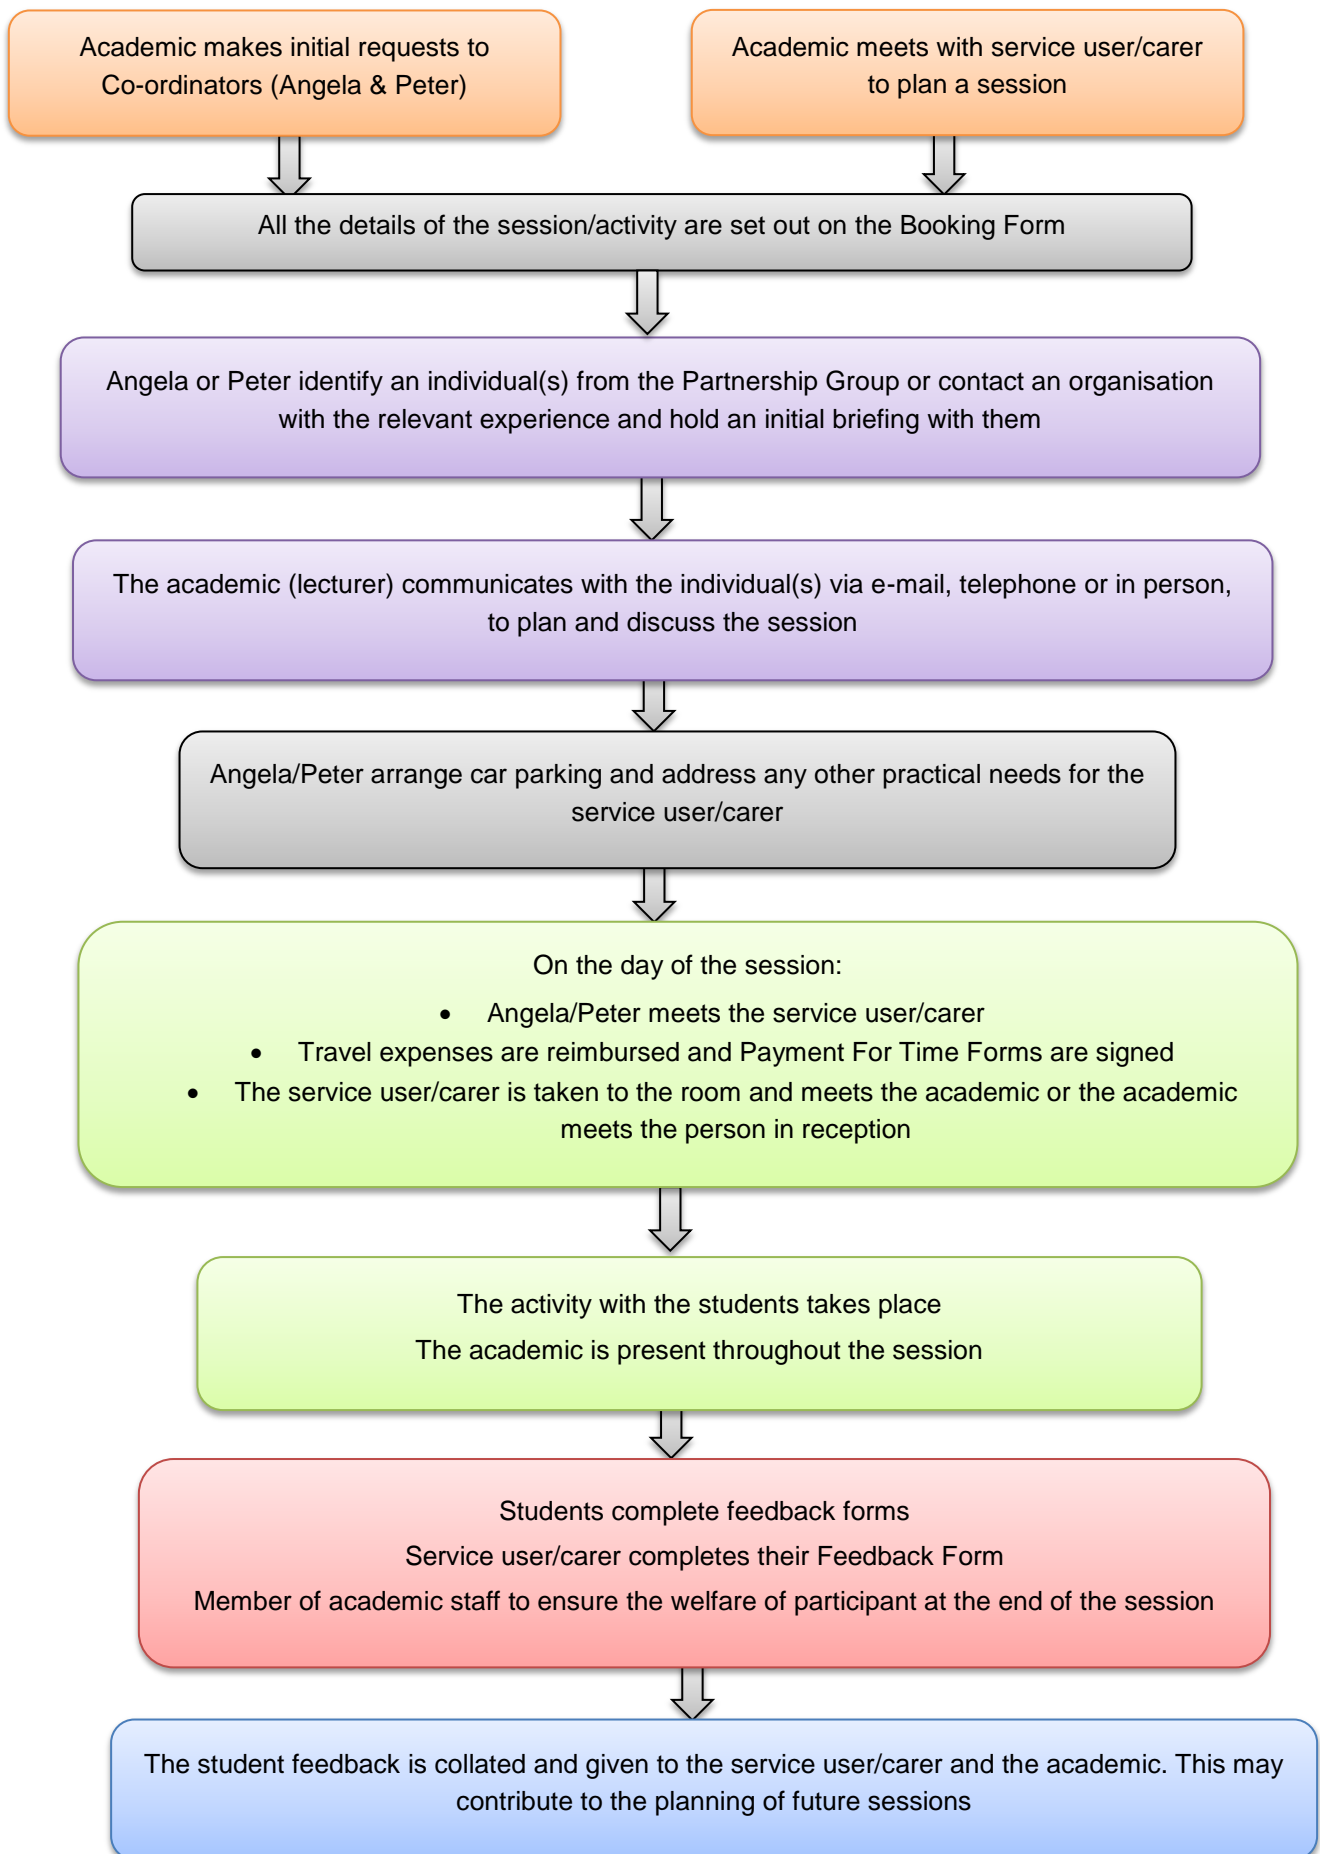 Academic makes initial requests to
Co-ordinators (Angela & Peter)
Academic meets with service user/carer
to plan a session
All the details of the session/activity are set out on the Booking Form
Angela or Peter identify an individual(s) from the Partnership Group or contact an organisation
with the relevant experience and hold an initial briefing with them
The academic (lecturer) communicates with the individual(s) via e-mail, telephone or in person,
to plan and discuss the session
Angela/Peter arrange car parking and address any other practical needs for the
service user/carer
On the day of the session:
• Angela/Peter meets the service user/carer
• Travel expenses are reimbursed and Payment For Time Forms are signed
• The service user/carer is taken to the room and meets the academic or the academic
meets the person in reception
The activity with the students takes place
The academic is present throughout the session
Students complete feedback forms
Service user/carer completes their Feedback Form
Member of academic staff to ensure the welfare of participant at the end of the session
The student feedback is collated and given to the service user/carer and the academic. This may
contribute to the planning of future sessions